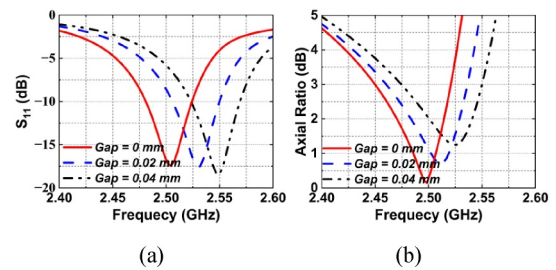 0
−5
−10
−15
−20
S11 (dB)
Gap = 0 mm
Gap = 0.02 mm
Gap = 0.04 mm
2.40 2.45 2.50 2.55 2.60
Frequecy (GHz)
(a)
5
4
3
2
1
0
Axial Ratio (dB)
Gap = 0 mm
Gap = 0.02 mm
Gap = 0.04 mm
2.40 2.45 2.50 2.55 2.60
Frequecy (GHz)
(b)